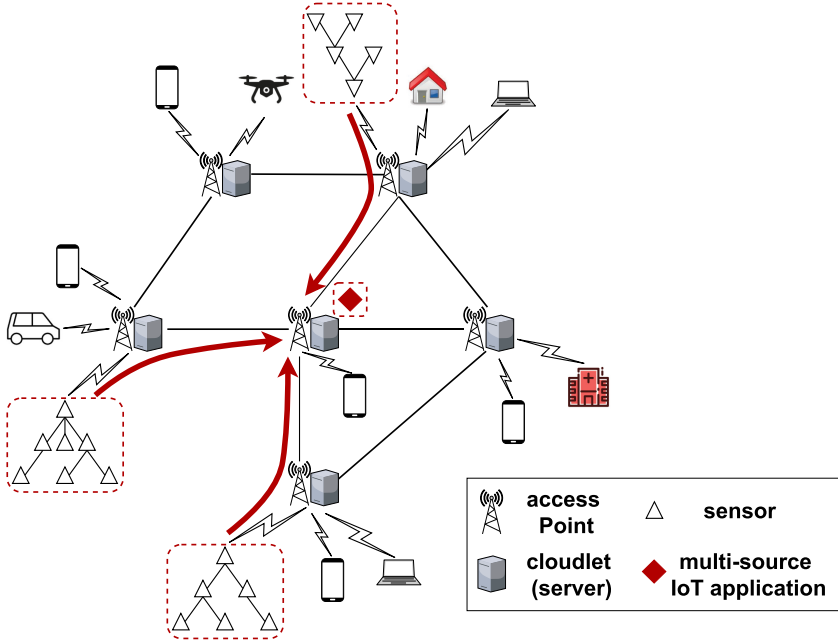 access
Point
sensor
cloudlet
(server)
multi-source
IoT application